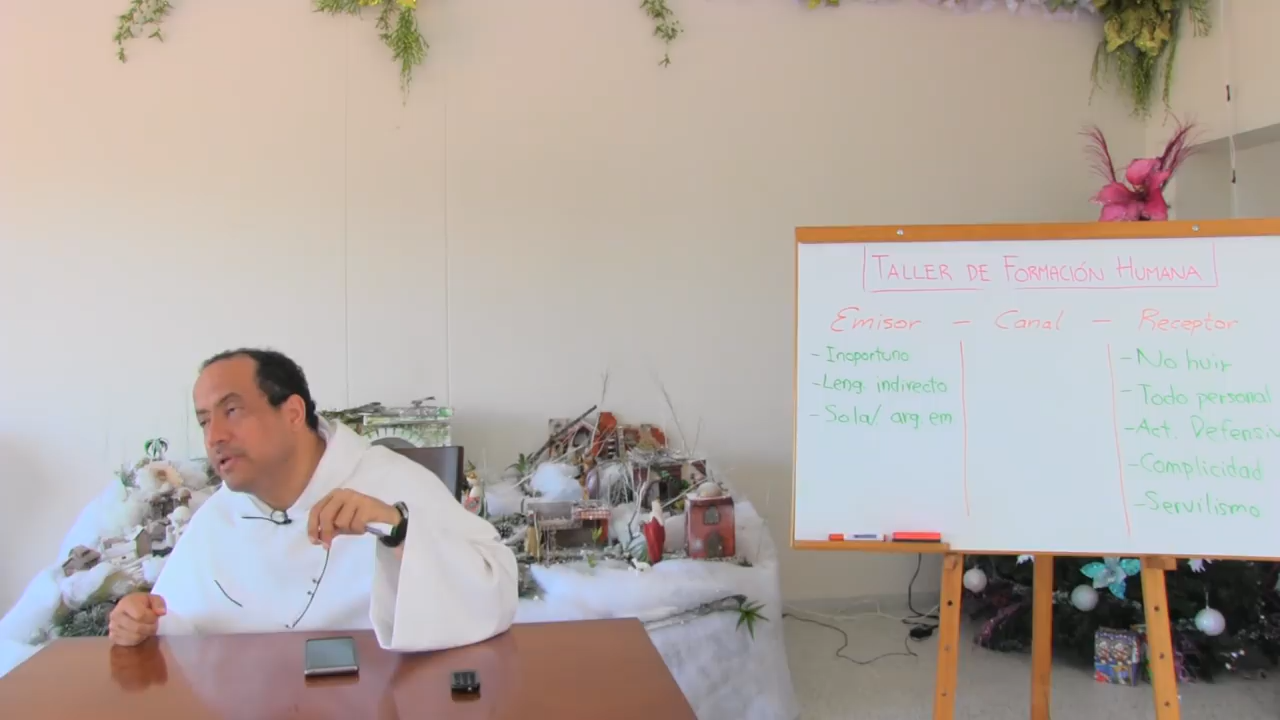 TALLER DE FORMACIÓN HUMANA
Emisor - Canal - Receptor
- Inoportuno
- Leng. indirecto
- Sola/ arg em
- No huir
- Todo personal
- Act. Defensiv
- Complicidad
- Servilismo